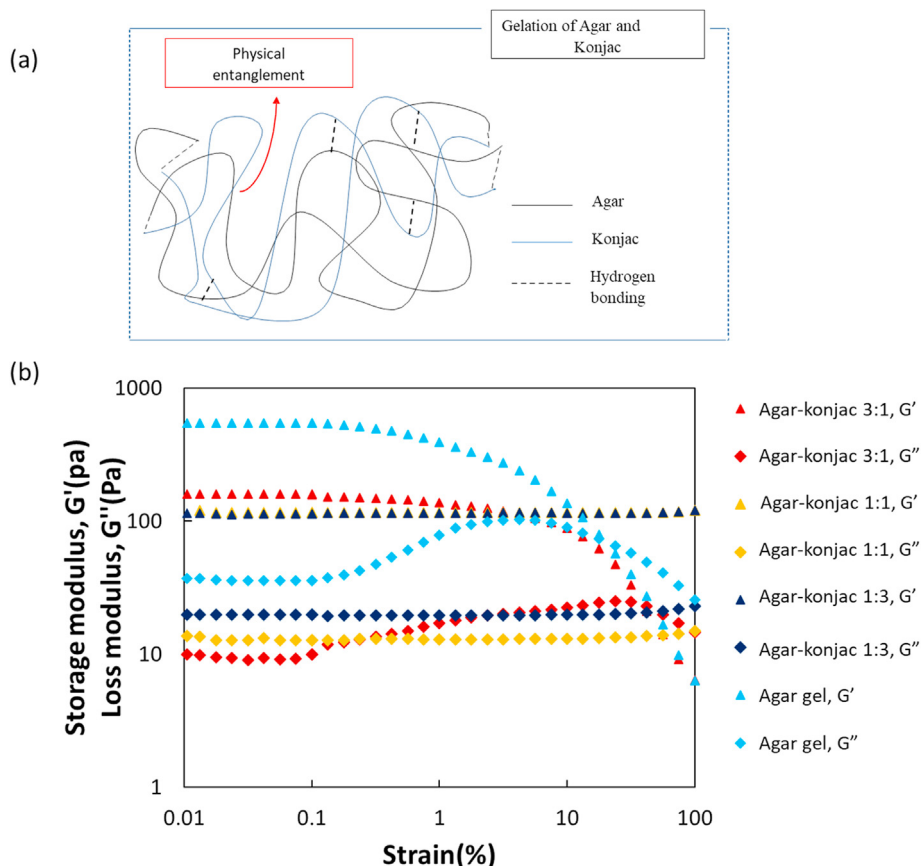 (a)
Gelation of Agar and
Konjac
Physical
entanglement
Agar
Konjac
Hydrogen
bonding
(b)
Storage modulus, G'(pa)
Loss modulus, G''(Pa)
1000
100
10
1
0.01
0.1
1
10
100
Strain(%)
Agar-konjac 3:1, G’
Agar-konjac 3:1, G”
Agar-konjac 1:1, G’
Agar-konjac 1:1, G”
Agar-konjac 1:3, G’
Agar-konjac 1:3, G”
Agar gel, G’
Agar gel, G”